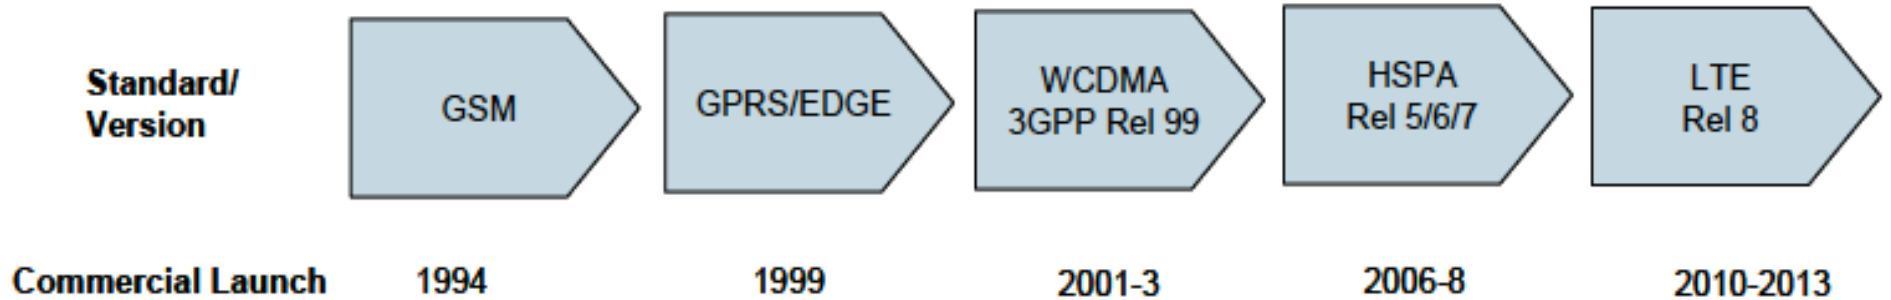 Standard/
Version
GSM
GPRS/EDGE
WCDMA
3GPP Rel 99
HSPA
Rel 5/6/7
LTE
Rel 8
Commercial Launch 1994 1999 2001-3 2006-8 2010-2013